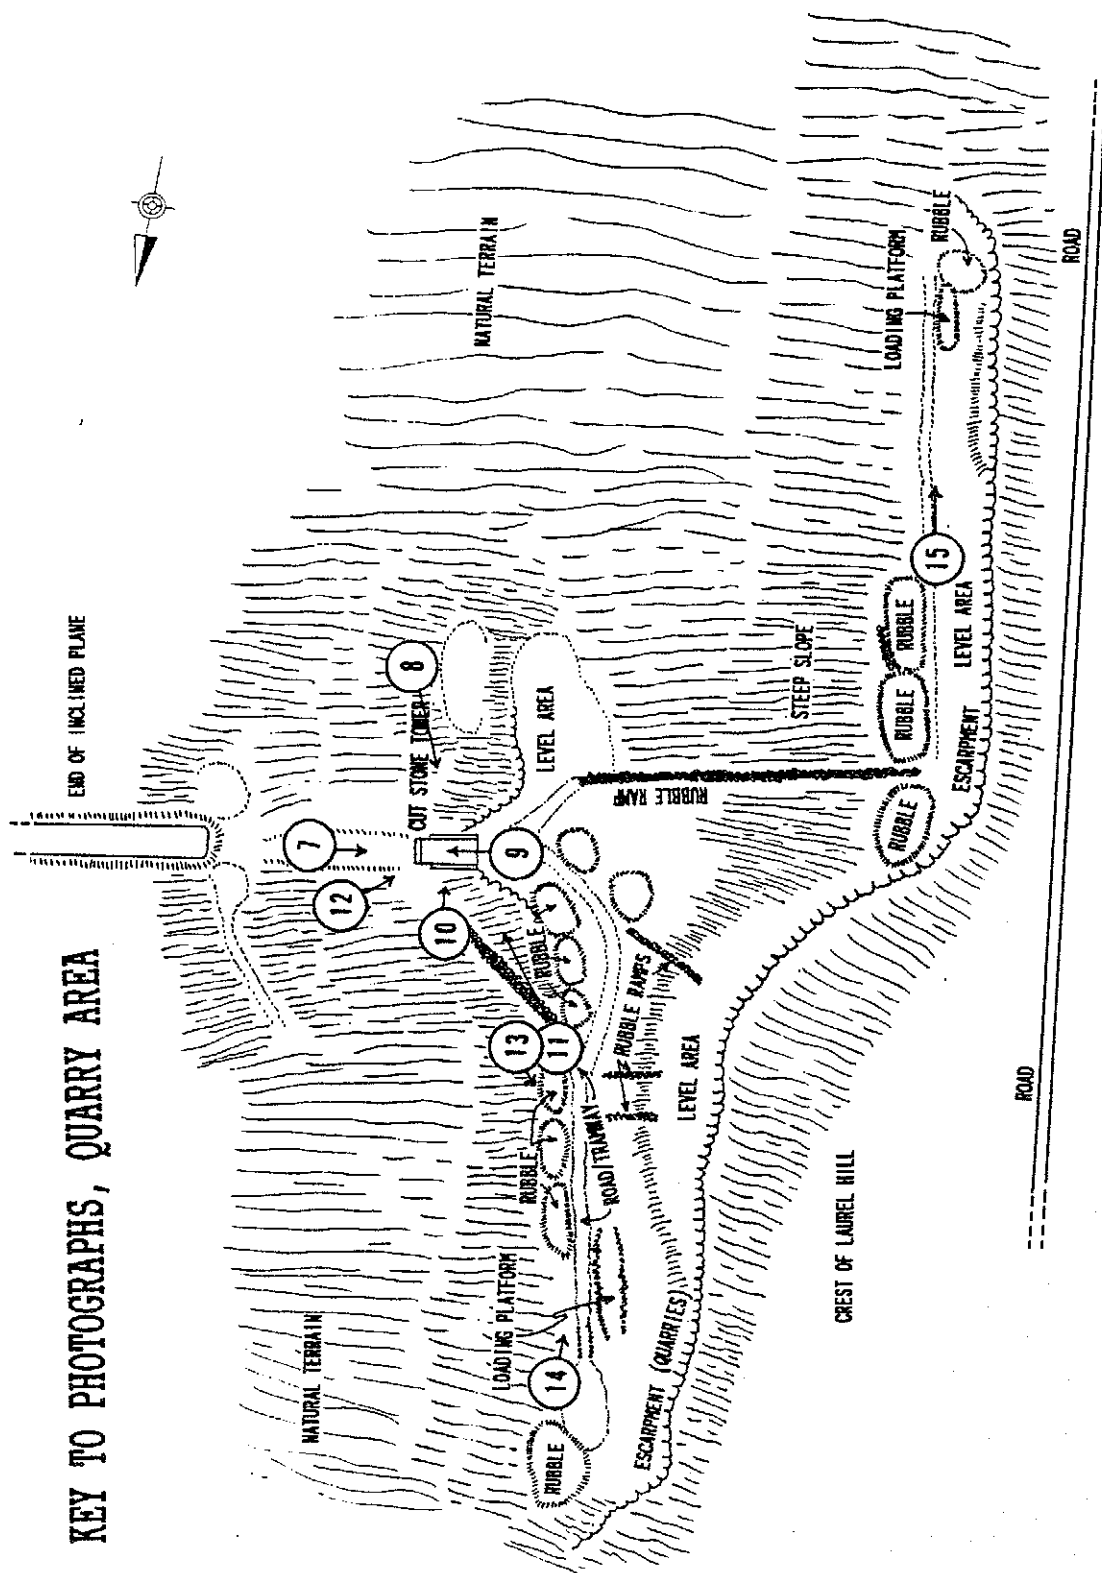 KEY TO PHOTOGRAPHS, QUARRY AREA
END OF INCLINED PLANE
NATURAL TERRAIN
7
12
8
CUT STONE TOWER
10
9
LEVEL AREA
NATURAL TERRAIN
LOADING PLATFORM
RUBBLE
13
11
RUBBLE
14
RUBBLE
ROAD/TRAMWAY
RUBBLE RAMPS
RUBBLE RAMP
STEEP SLOPE
LOADING PLATFORM
RUBBLE
ESCARPMENT (QUARRIES)
LEVEL AREA
RUBBLE
RUBBLE
RUBBLE
15
ESCARPMENT
LEVEL AREA
CREST OF LAUREL HILL
ROAD
ROAD